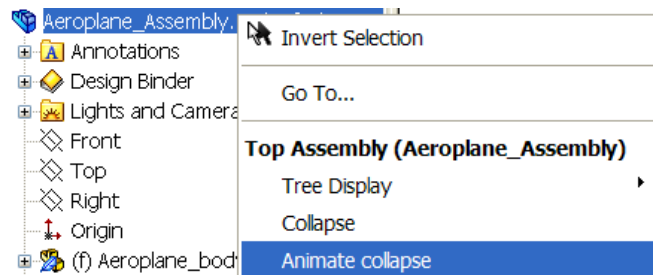 Aeroplane_Assembly.
Annotations
Design Binder
Lights and Camera
Front
Top
Right
Origin
(f) Aeroplane_body
Invert Selection
Go To...
Top Assembly (Aeroplane_Assembly)
Tree Display
Collapse
Animate collapse